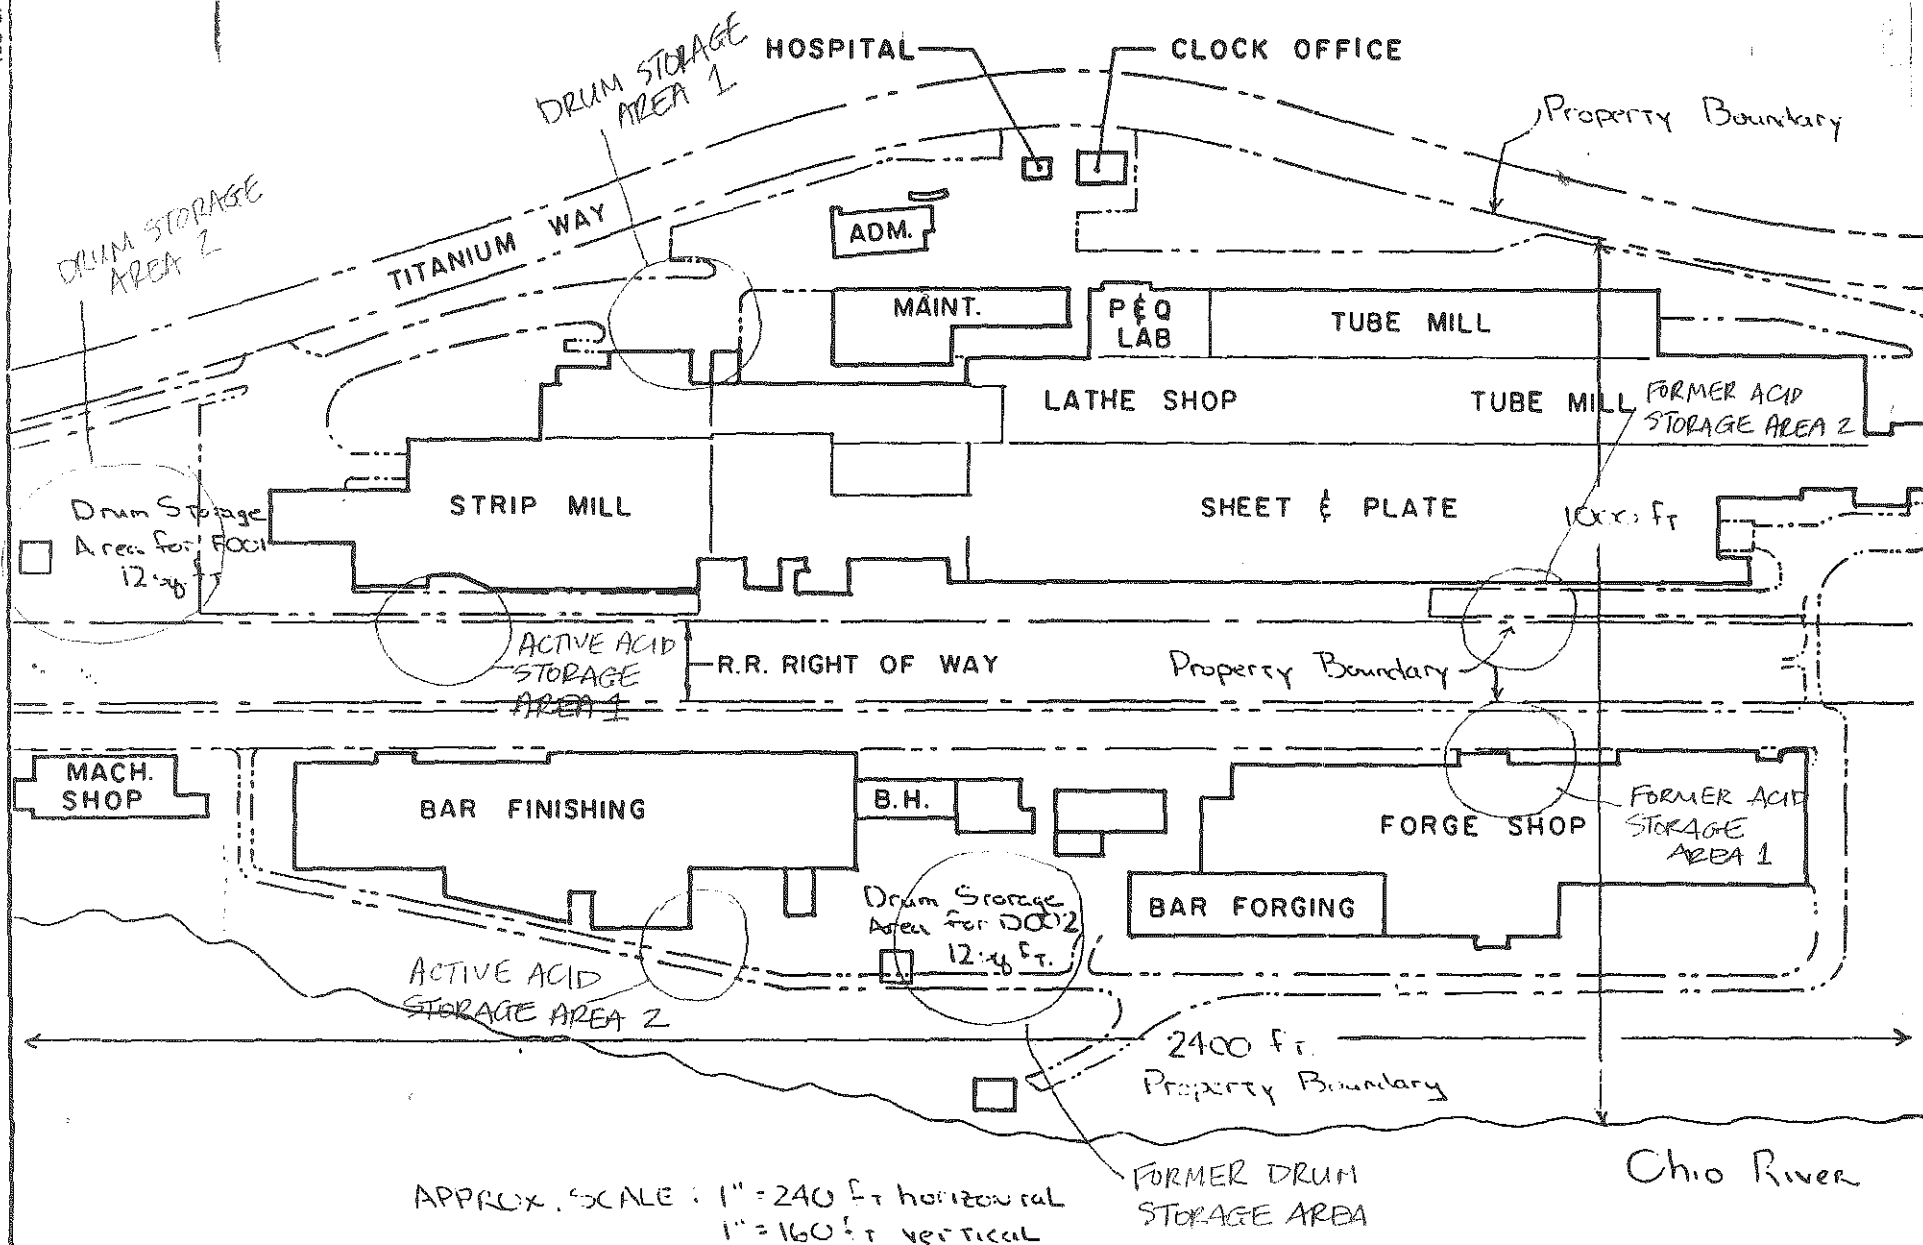 HOSPITAL
CLOCK OFFICE
DRUM STORAGE
AREA 1
Property Boundary
DRUM STORAGE
AREA 2
TITANIUM WAY
ADM.
MAINT.
P & Q
LAB
TUBE MILL
LATHE SHOP
TUBE MILL
FORMER ACID
STORAGE AREA 2
Drum Storage
Area for F001
12 sq ft
STRIP MILL
SHEET & PLATE
ft
ACTIVE ACID
STORAGE
AREA 1
R.R. RIGHT OF WAY
Property Boundary
MACH.
SHOP
BAR FINISHING
B.H.
FORGE SHOP
FORMER ACID
STORAGE
AREA 1
Drum Storage
Area for D002
12 sq ft.
BAR FORGING
ACTIVE ACID
STORAGE AREA 2
2400 ft.
Property Boundary
Ohio River
FORMER DRUM
STORAGE AREA
APPROX. SCALE : 1" = 240 ft horizontal
1" = 160 ft vertical